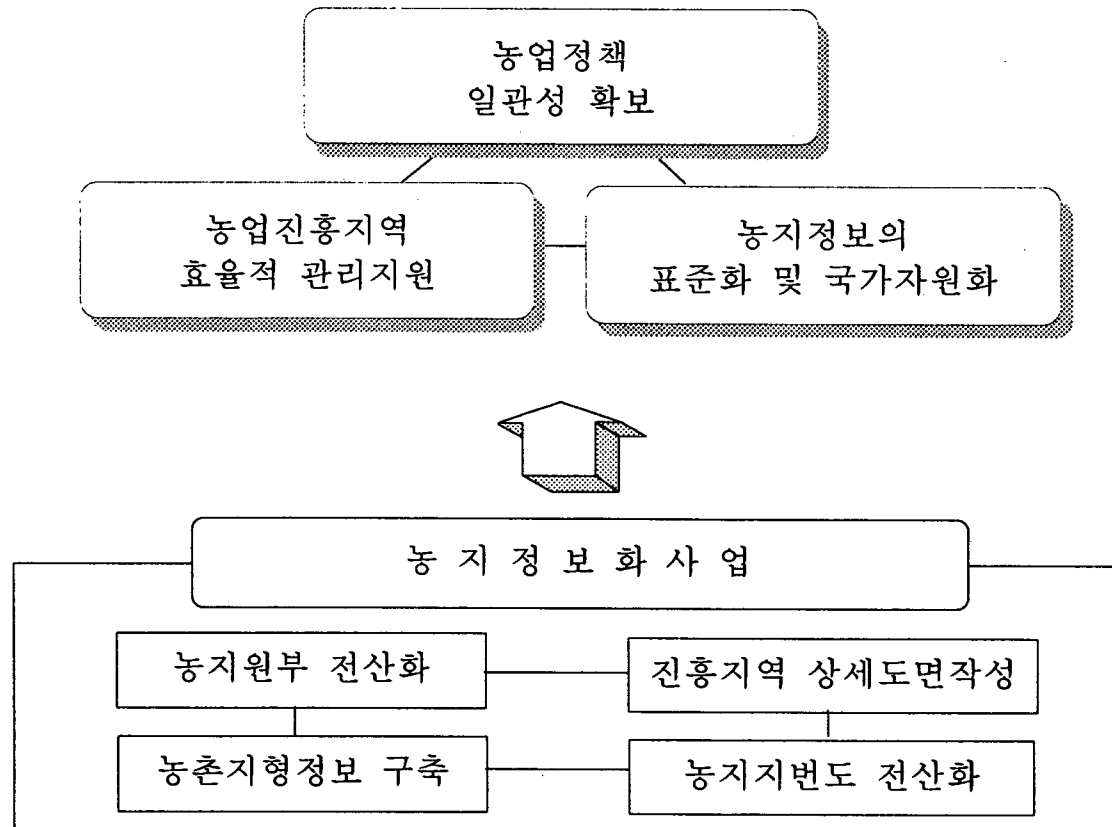 농업정책
일관성 확보
농업진흥지역
효율적 관리지원
농지정보의
표준화 및 국가자원화
농 지 정 보 화 사 업
농지원부 전산화
진흥지역 상세도면작성
농촌지형정보 구축
농지지번도 전산화